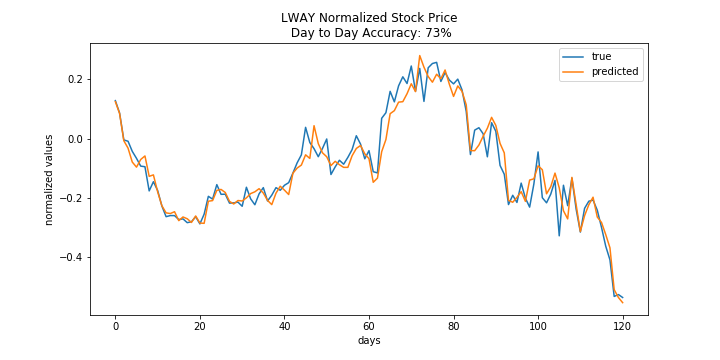 LWAY Normalized Stock Price
Day to Day Accuracy: 73%
true
predicted
normalized values
0.2
0.0
−0.2
−0.4
0
20
40
60
80
100
120
days